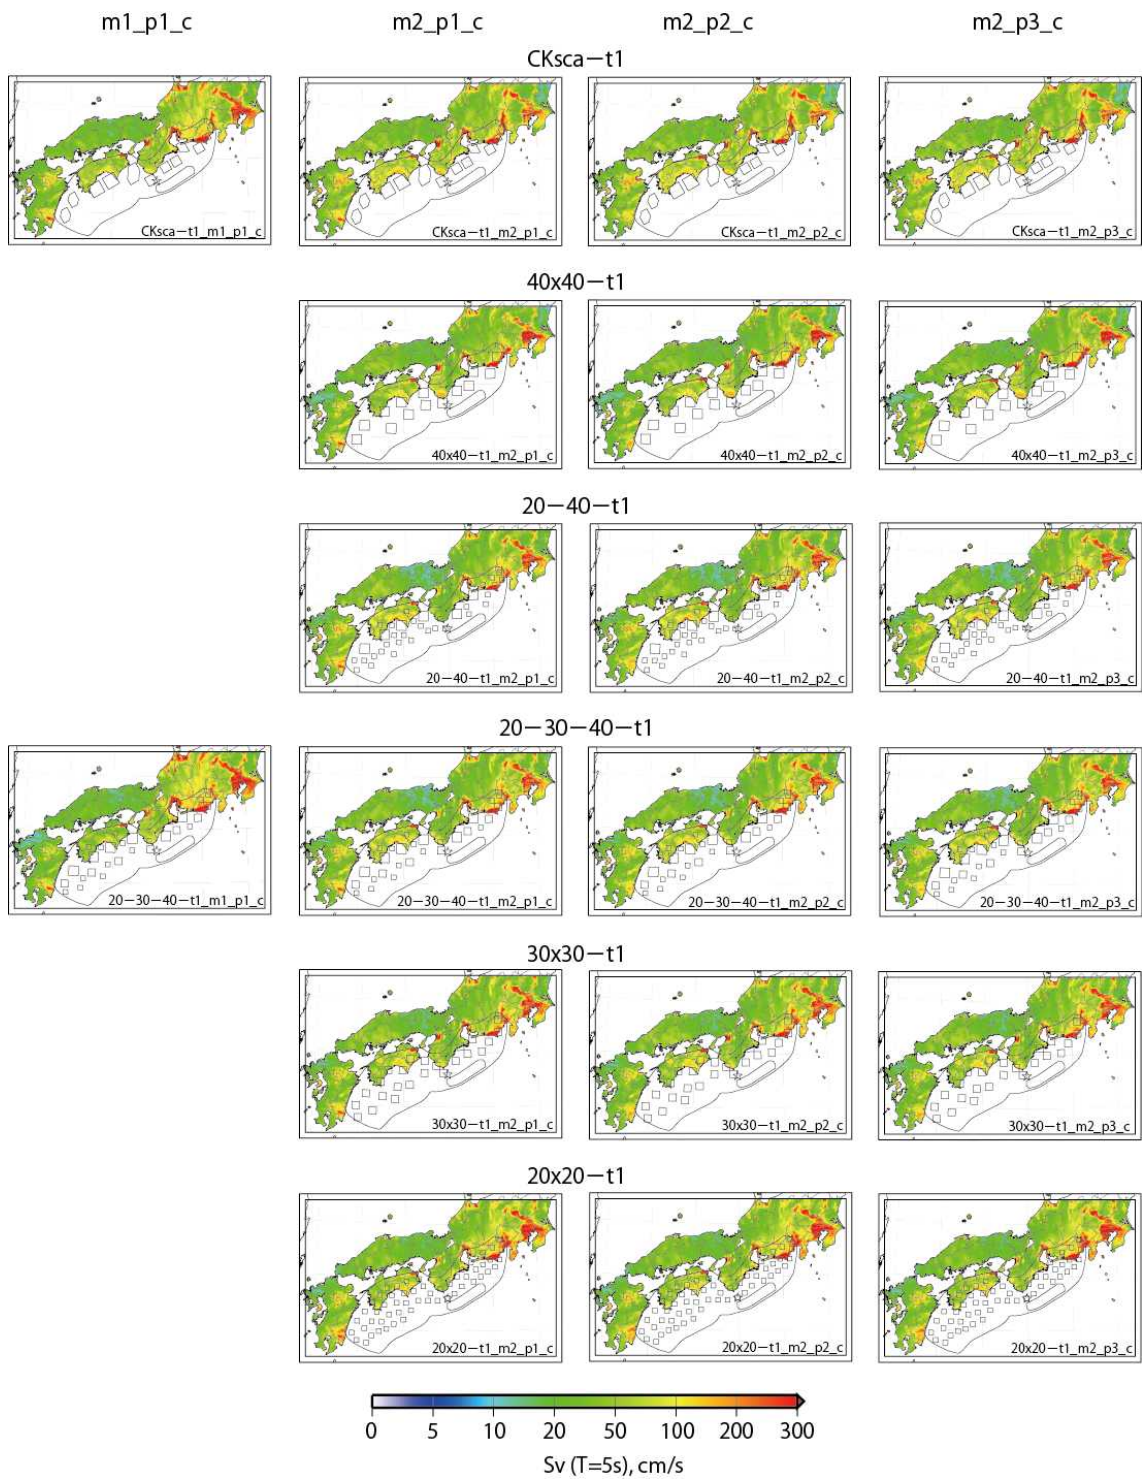 m1_p1_c m2_p1_c m2_p2_c m2_p3_c
CKsca−t1
CKsca−t1_m1_p1_c CKsca−t1_m2_p1_c CKsca−t1_m2_p2_c CKsca−t1_m2_p3_c
40x40−t1
40x40−t1_m2_p1_c 40x40−t1_m2_p2_c 40x40−t1_m2_p3_c
20−40−t1
20−40−t1_m2_p1_c 20−40−t1_m2_p2_c 20−40−t1_m2_p3_c
20−30−40−t1
20−30−40−t1_m1_p1_c 20−30−40−t1_m2_p1_c 20−30−40−t1_m2_p2_c 20−30−40−t1_m2_p3_c
30x30−t1
30x30−t1_m2_p1_c 30x30−t1_m2_p2_c 30x30−t1_m2_p3_c
20x20−t1
20x20−t1_m2_p1_c 20x20−t1_m2_p2_c 20x20−t1_m2_p3_c
0 5 10 20 50 100 200 300
Sv (T=5s), cm/s